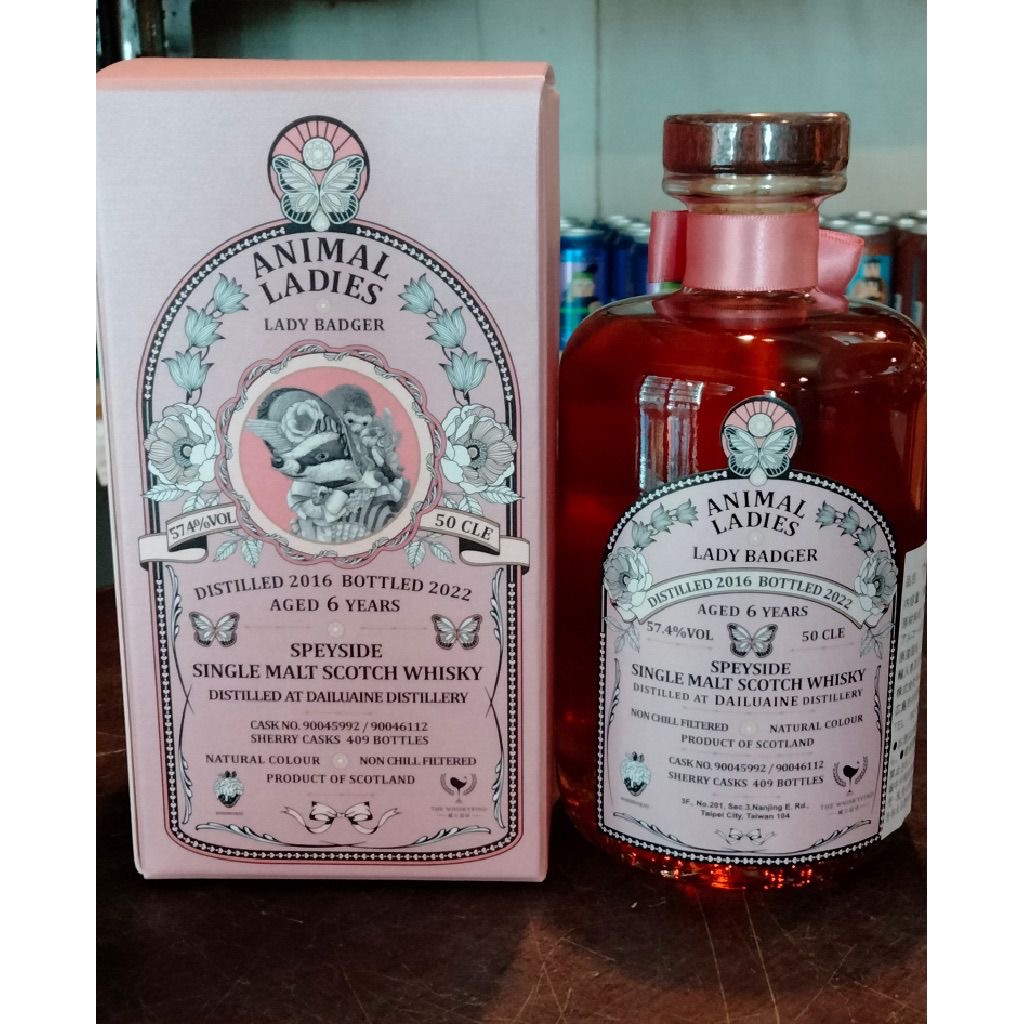 ANIMAL
LADIES
LADY BADGER
57.4%VOL
50 CLE
DISTILLED 2016 BOTTLED 2022
AGED 6 YEARS
SPEYSIDE
SINGLE MALT SCOTCH WHISKY
DISTILLED AT DAILUAINE DISTILLERY
CASK NO. 90045992 / 90046112
SHERRY CASKS 409 BOTTLES
NATURAL COLOUR NON CHILL FILTERED
PRODUCT OF SCOTLAND
THE WHISKYFIND
ANIMAL
LADIES
LADY BADGER
DISTILLED 2016 BOTTLED 2022
AGED 6 YEARS
57.4%VOL 50 CLE
SPEYSIDE
SINGLE MALT SCOTCH WHISKY
DISTILLED AT DAILUAINE DISTILLERY
NON CHILL FILTERED NATURAL COLOUR
PRODUCT OF SCOTLAND
CASK NO. 90045992 / 90046112
SHERRY CASKS 409 BOTTLES
3F., No.201, Sec.3 Nanjing E. Rd.,
Taipei City, Taiwan 104
THE WHISKYFIND